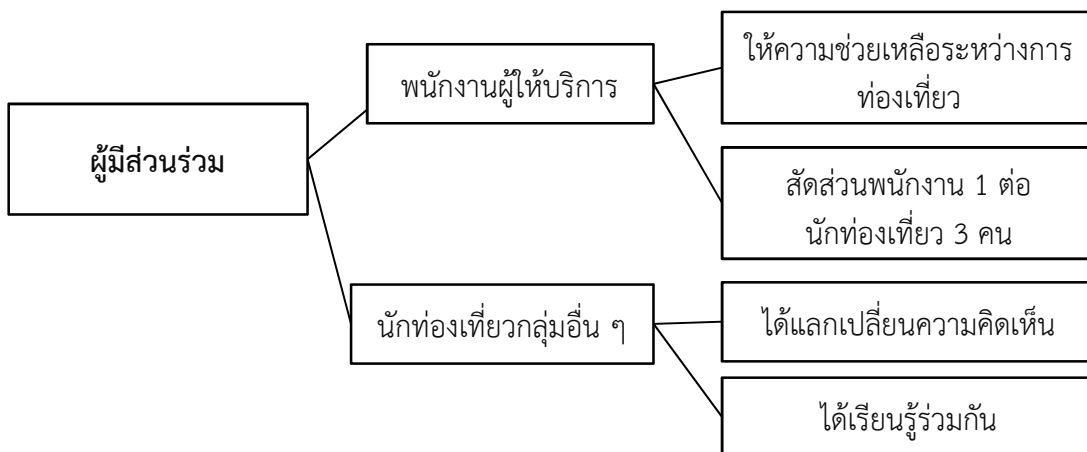 ผู้มีส่วนร่วม
พนักงานผู้ให้บริการ
ให้ความช่วยเหลือระหว่างการ
ท่องเที่ยว
สัดส่วนพนักงาน 1 ต่อ
นักท่องเที่ยว 3 คน
นักท่องเที่ยวกลุ่มอื่น ๆ
ได้แลกเปลี่ยนความคิดเห็น
ได้เรียนรู้ร่วมกัน